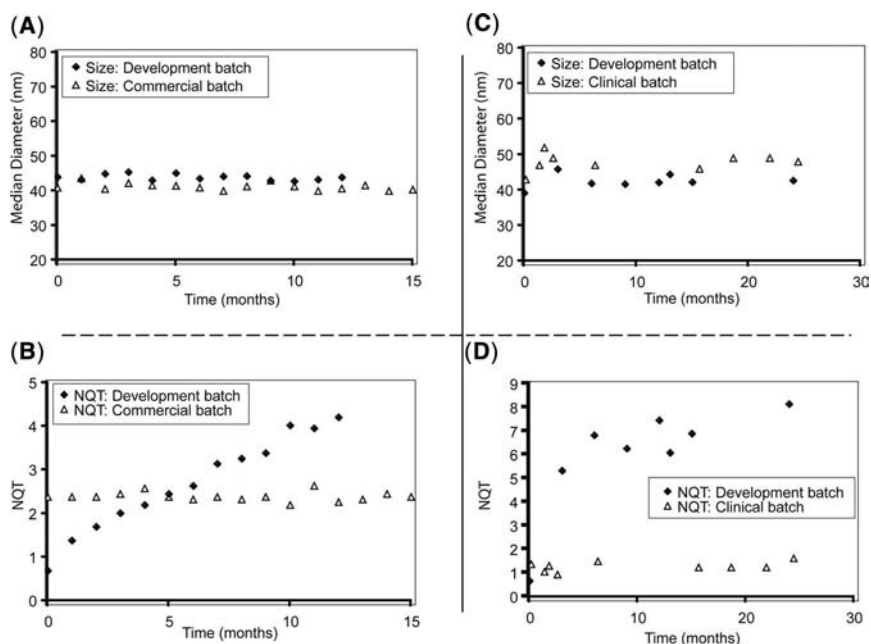 (A)
80
70
60
50
40
30
20
Median Diameter (nm)
◆ Size: Development batch
△ Size: Commercial batch
0 5 10 15
Time (months)
(C)
80
70
60
50
40
30
20
Median Diameter (nm)
◆ Size: Development batch
△ Size: Clinical batch
0 10 20 30
Time (months)
(B)
5
4
3
2
1
0
NQT
◆ NQT: Development batch
△ NQT: Commercial batch
0 5 10 15
(D)
9
8
7
6
5
4
3
2
1
0
NQT
◆ NQT: Development batch
△ NQT: Clinical batch
0 10 20 30
Time (months)